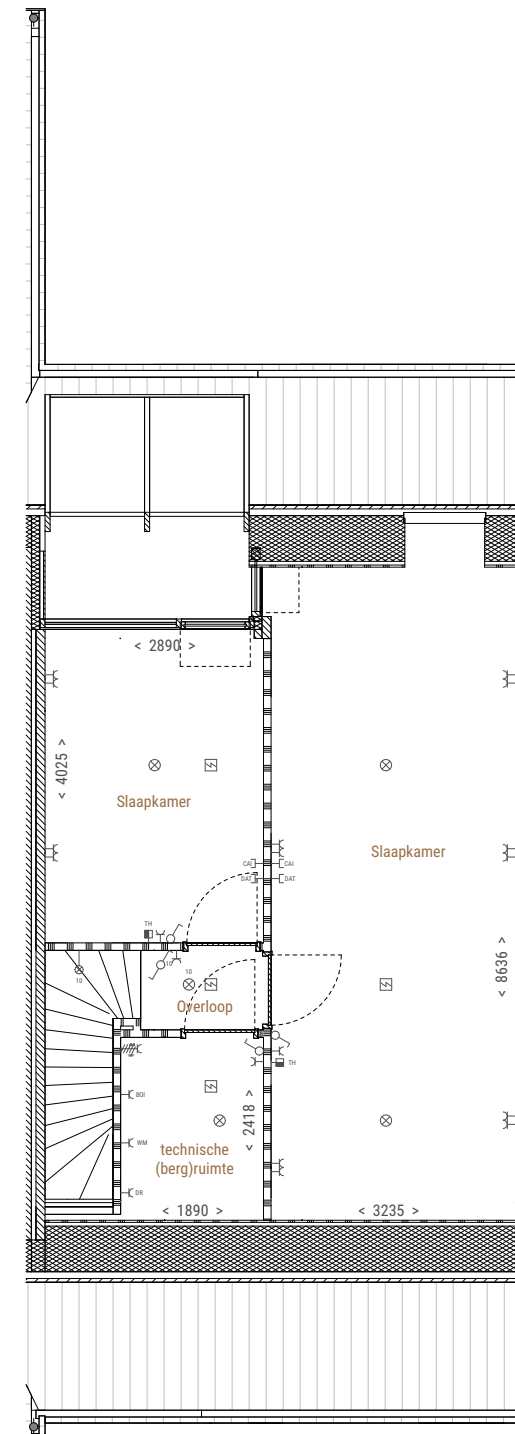 < 2890 >
< 4025 >
Slaapkamer
Slaapkamer
CAI
CAI
DAT
DAT
TH
10
10
10
Overloop
< 8636 >
TH
BOI
< 2418 >
WM
technische
(berg)ruimte
DR
< 1890 >
< 3235 >